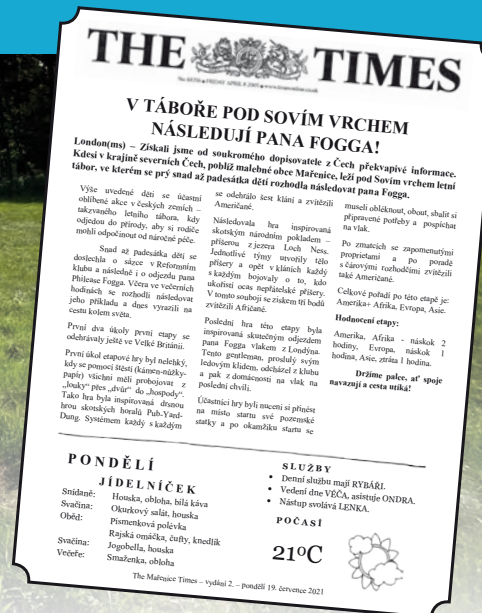 THE TIMES
V TÁBOŘE POD SOVÍM VRCHEM
NÁSLEDUJÍ PANA FOGGA!
London(ms) – Získali jsme od soukromého dopisovatele z Čech překvapivé informace.
Kdesi v krajině severních Čech, poblíž malebné obce Mařenice, leží pod Sovím vrchem letní
tábor, ve kterém se prý snad až padesátka dětí rozhodla následovat pana Fogga.
Výše uvedené děti se účastní
oblíbené akce v českých zemích –
takzvaného letního tábora, kdy
odjedou do přírody, aby si rodiče
mohli odpočinout od náročné péče.
Snad až padesátka dětí se
doslechla o sázce v Reformním
klubu a následně i o odjezdu pana
Philease Fogga. Včera ve večerních
hodinách se rozhodli následovat
jeho příkladu a dnes vyrazili na
cestu kolem světa.
První dva úkoly první etapy se
odehrávaly ještě ve Velké Británii.
První úkol etapové hry byl nelehký,
kdy se pomocí štěstí (kámen-nůžky-
papír) všichni měli probojovat z
„louky“ přes „dvůr“ do „hospody“.
Tako hra byla inspirovaná drsnou
hrou skotských horalů Pub-Yard-
Dung. Systémem každý s každým
se odehrálo šest klání a zvítězili
Američané.
Následovala hra inspirovaná
skotským národním pokladem –
příšerou z jezera Loch Ness.
Jednotlivé týmy utvořily tělo
příšery a opět v kláních každý
s každým bojovaly o to, kdo
ukořistí ocas nepřátelské příšery.
V tomto souboji se ziskem tří bodů
zvítězili Afričané.
Poslední hra této etapy byla
inspirovaná skutečným odjezdem
pana Fogga vlakem z Londýna.
Tento gentleman, proslulý svým
ledovým klidem, odcházel z klubu
a pak z domácnosti na vlak na
poslední chvíli.
Účastníci hry byli nuceni si přinést
na místo startu své pozemské
statky a po okamžiku startu se
museli obléknout, obout, sbalit si
připravené potřeby a pospíchat
na vlak.
Po zmatcích se zapomenutými
proprietami a po poradě
s čárovými rozhodčími zvítězili
také Američané.
Celkové pořadí po této etapě je:
Amerika+ Afrika, Evropa, Asie.
Hodnocení etapy:
Amerika, Afrika - náskok 2
hodiny, Evropa, náskok 1
hodina, Asie, ztráta 1 hodina.
Držíme palce, ať spoje
navazují a cesta utíká!
PONDĚLÍ
JÍDELNÍČEK
Snídaně: Houska, obloha, bílá káva
Svačina: Okurkový salát, houska
Oběd: Písmenková polévka
Rajská omáčka, čufty, knedlík
Svačina: Jogobella, houska
Večeře: Smaženka, obloha
SLUŽBY
• Denní službu mají RYBÁŘI.
• Vedení dne VÉČA, asistuje ONDRA.
• Nástup svolává LENKA.
POČASÍ
21ºC
The Mařenice Times – vydání 2. – pondělí 19. července 2021